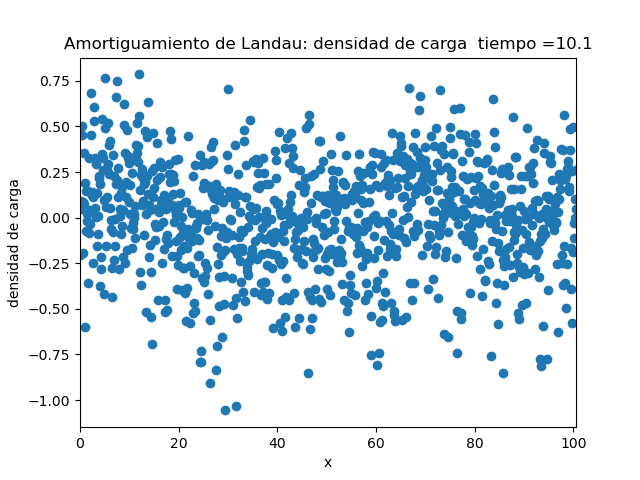 Amortiguamiento de Landau: densidad de carga  tiempo =10.1
densidad de carga
0.75
0.50
0.25
0.00
−0.25
−0.50
−0.75
−1.00
0 20 40 60 80 100
x